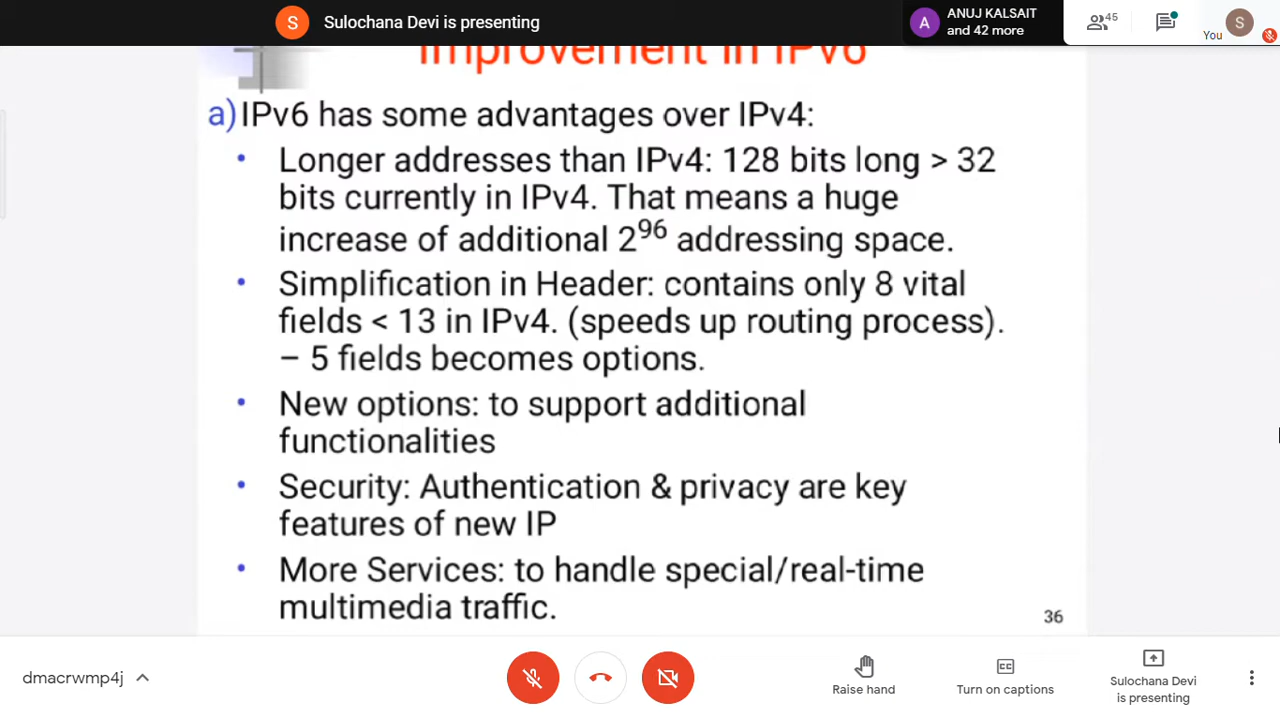 S Sulochana Devi is presenting
A ANUJ KALSAIT
and 42 more
45
You
S
Improvement in IPv6
a) IPv6 has some advantages over IPv4:
• Longer addresses than IPv4: 128 bits long > 32
bits currently in IPv4. That means a huge
increase of additional 2⁹⁶ addressing space.
• Simplification in Header: contains only 8 vital
fields < 13 in IPv4. (speeds up routing process).
– 5 fields becomes options.
• New options: to support additional
functionalities
• Security: Authentication & privacy are key
features of new IP
• More Services: to handle special/real-time
multimedia traffic.
36
dmacrwmp4j
Raise hand
CC
Turn on captions
Sulochana Devi
is presenting